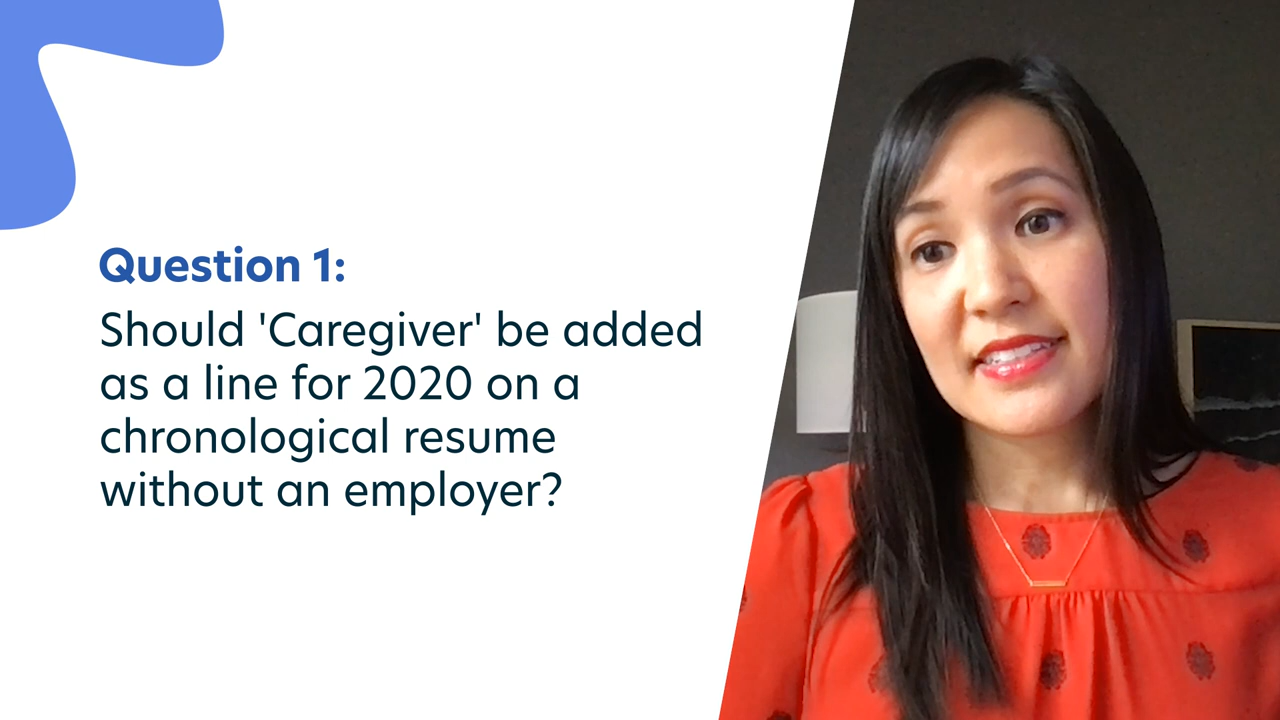 Question 1:
Should 'Caregiver' be added
as a line for 2020 on a
chronological resume
without an employer?